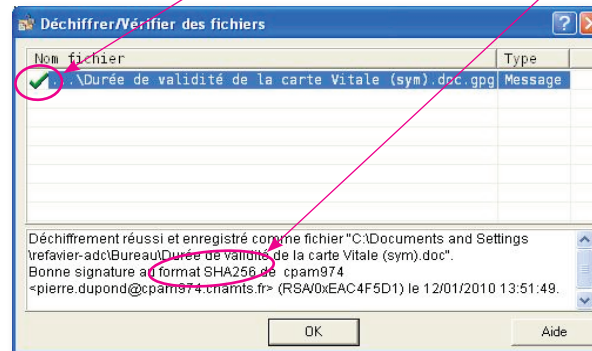 Déchiffrer/Vérifier des fichiers
Nom fichier Type
...\Durée de validité de la carte Vitale (sym).doc.gpg Message
Déchiffrement réussi et enregistré comme fichier "C:\Documents and Settings
\refavier-adc\Bureau\Durée de validité de la carte Vitale (sym).doc".
Bonne signature au format SHA256 de cpam974
<pierre.dupond@cpam974.cnamts.fr> (RSA/0xEAC4F5D1) le 12/01/2010 13:51:49.
OK Aide